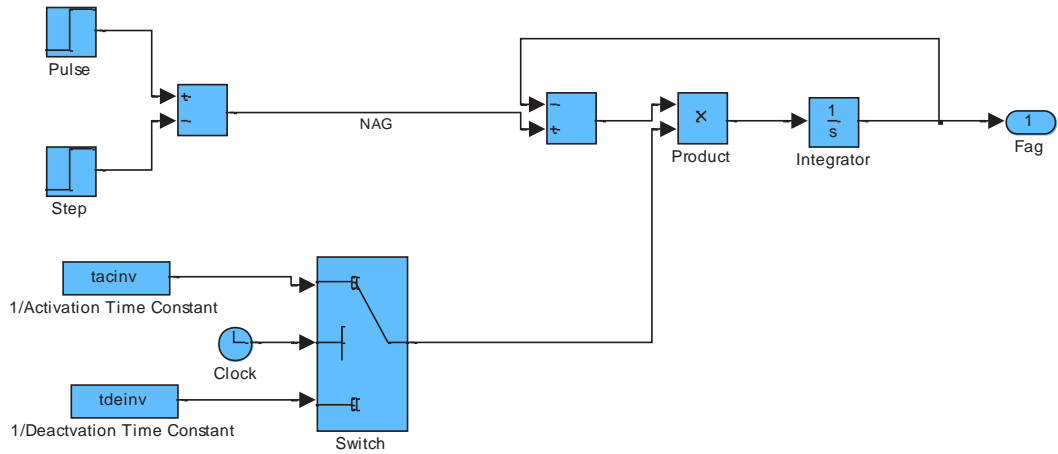 Pulse
+
−
Step
NAG
−
+
×
Product
1
s
Integrator
1
Fag
tacinv
1/Activation Time Constant
Clock
tdeinv
1/Deactvation Time Constant
Switch